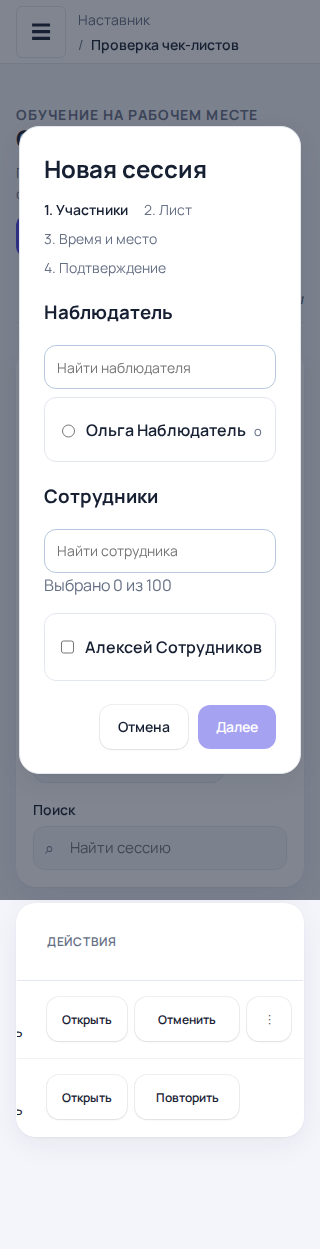 Наставник
/ Проверка чек-листов
ОБУЧЕНИЕ НА РАБОЧЕМ МЕСТЕ
Новая сессия
1. Участники 2. Лист
3. Время и место
4. Подтверждение
Наблюдатель
Найти наблюдателя
Ольга Наблюдатель о
Сотрудники
Найти сотрудника
Выбрано 0 из 100
Алексей Сотрудников
Отмена Далее
Поиск
Найти сессию
ДЕЙСТВИЯ
Открыть Отменить ⋮
Открыть Повторить